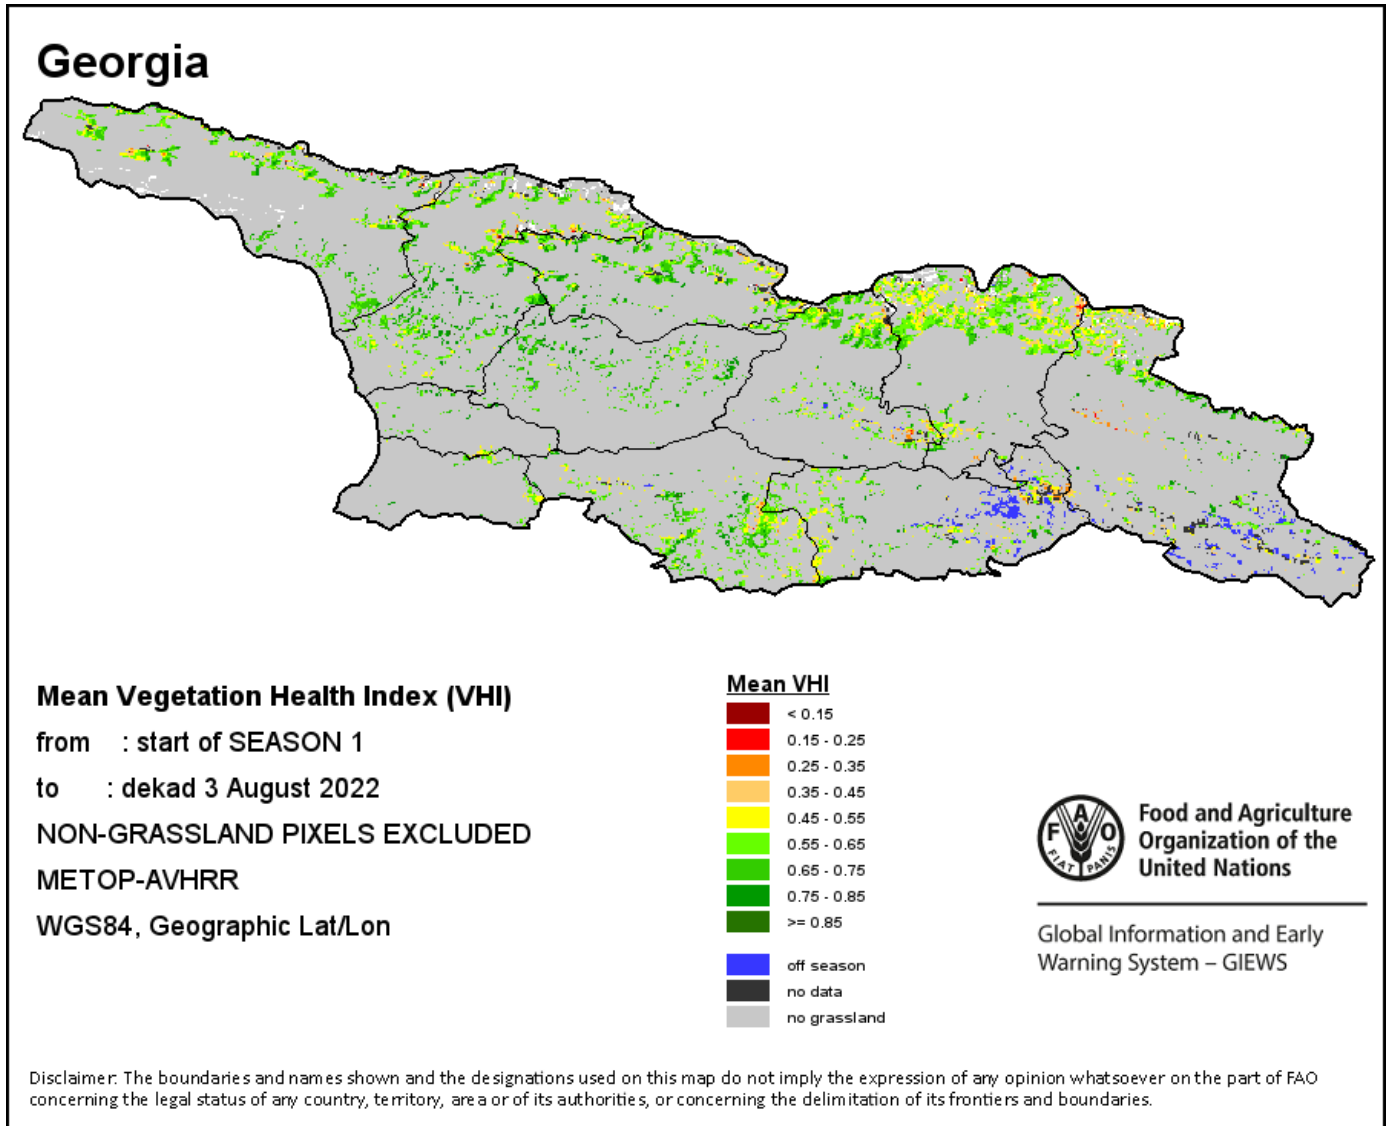 Georgia
Mean Vegetation Health Index (VHI)
from : start of SEASON 1
to : dekad 3 August 2022
NON-GRASSLAND PIXELS EXCLUDED
METOP-AVHRR
WGS84, Geographic Lat/Lon
Mean VHI
< 0.15
0.15 - 0.25
0.25 - 0.35
0.35 - 0.45
0.45 - 0.55
0.55 - 0.65
0.65 - 0.75
0.75 - 0.85
>= 0.85
off season
no data
no grassland
F A O
FIAT PANIS
Food and Agriculture
Organization of the
United Nations
Global Information and Early
Warning System – GIEWS
Disclaimer: The boundaries and names shown and the designations used on this map do not imply the expression of any opinion whatsoever on the part of FAO
concerning the legal status of any country, territory, area or of its authorities, or concerning the delimitation of its frontiers and boundaries.